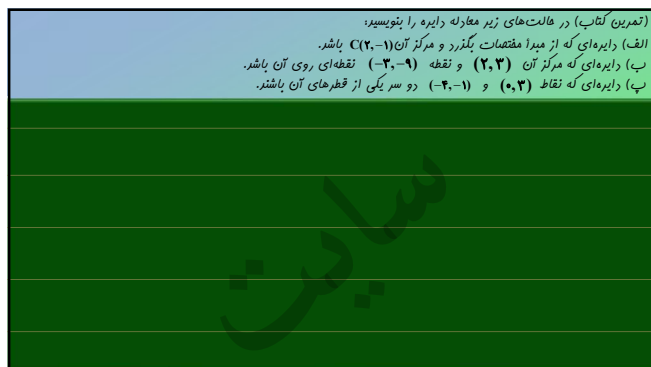 (تمرین کتاب) در حالت‌های زیر معادله دایره را بنویسید:
الف) دایره‌ای که از مبدأ مختصات بگذرد و مرکز آن C(۲,−۱) باشد.
ب) دایره‌ای که مرکز آن (۲,۳) و نقطه (−۳,−۹) نقطه‌ای روی آن باشد.
پ) دایره‌ای که نقاط (۰,۳) و (−۴,−۱) دو سر یکی از قطرهای آن باشند.
سایت